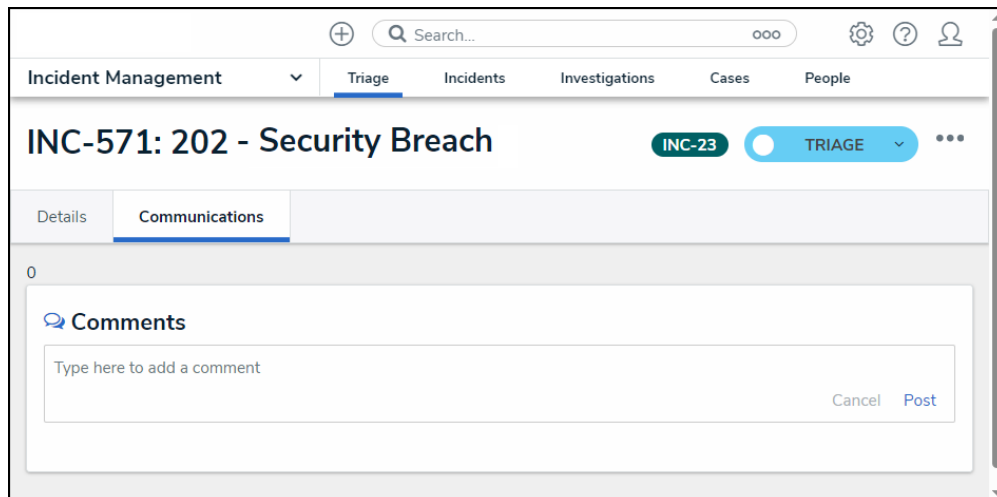 Search... ooo
Incident Management Triage Incidents Investigations Cases People
INC-571: 202 - Security Breach INC-23 TRIAGE
Details Communications
0
Comments
Type here to add a comment
Cancel Post